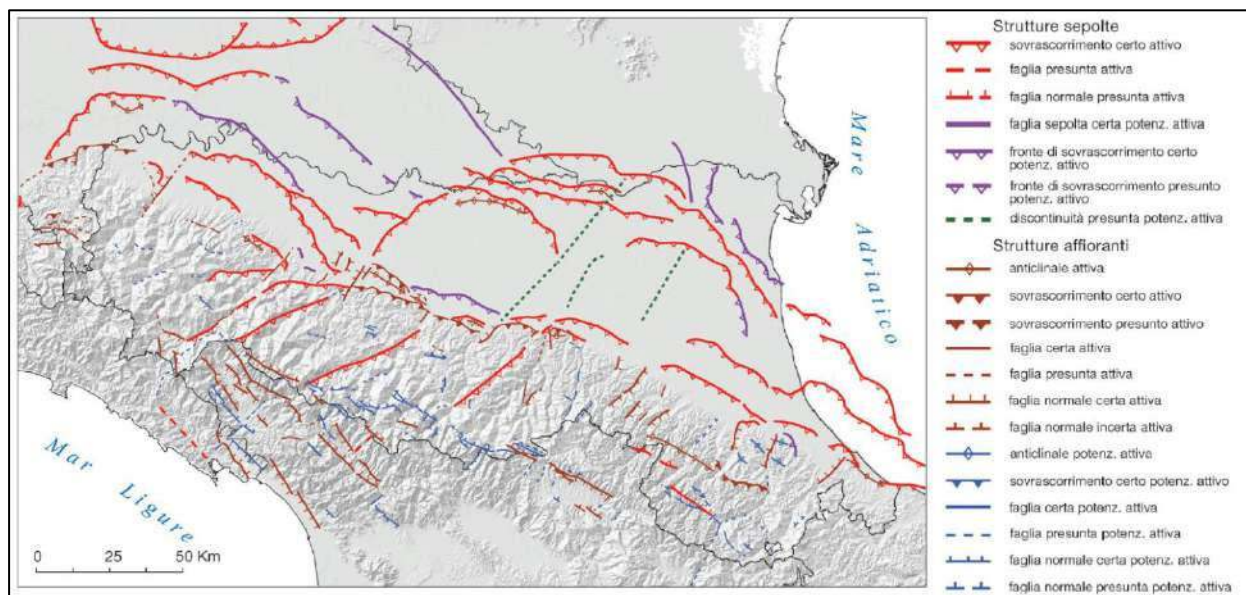 Mare Adriatico
Mar Ligure
0 25 50 Km
Strutture sepolte
sovrascorrimento certo attivo
faglia presunta attiva
faglia normale presunta attiva
faglia sepolta certa potenz. attiva
fronte di sovrascorrimento certo
potenz. attivo
fronte di sovrascorrimento presunto
potenz. attivo
discontinuità presunta potenz. attiva
Strutture affioranti
anticlinale attiva
sovrascorrimento certo attivo
sovrascorrimento presunto attivo
faglia certa attiva
faglia presunta attiva
faglia normale certa attiva
faglia normale incerta attiva
anticlinale potenz. attiva
sovrascorrimento certo potenz. attivo
faglia certa potenz. attiva
faglia presunta potenz. attiva
faglia normale certa potenz. attiva
faglia normale presunta potenz. attiva